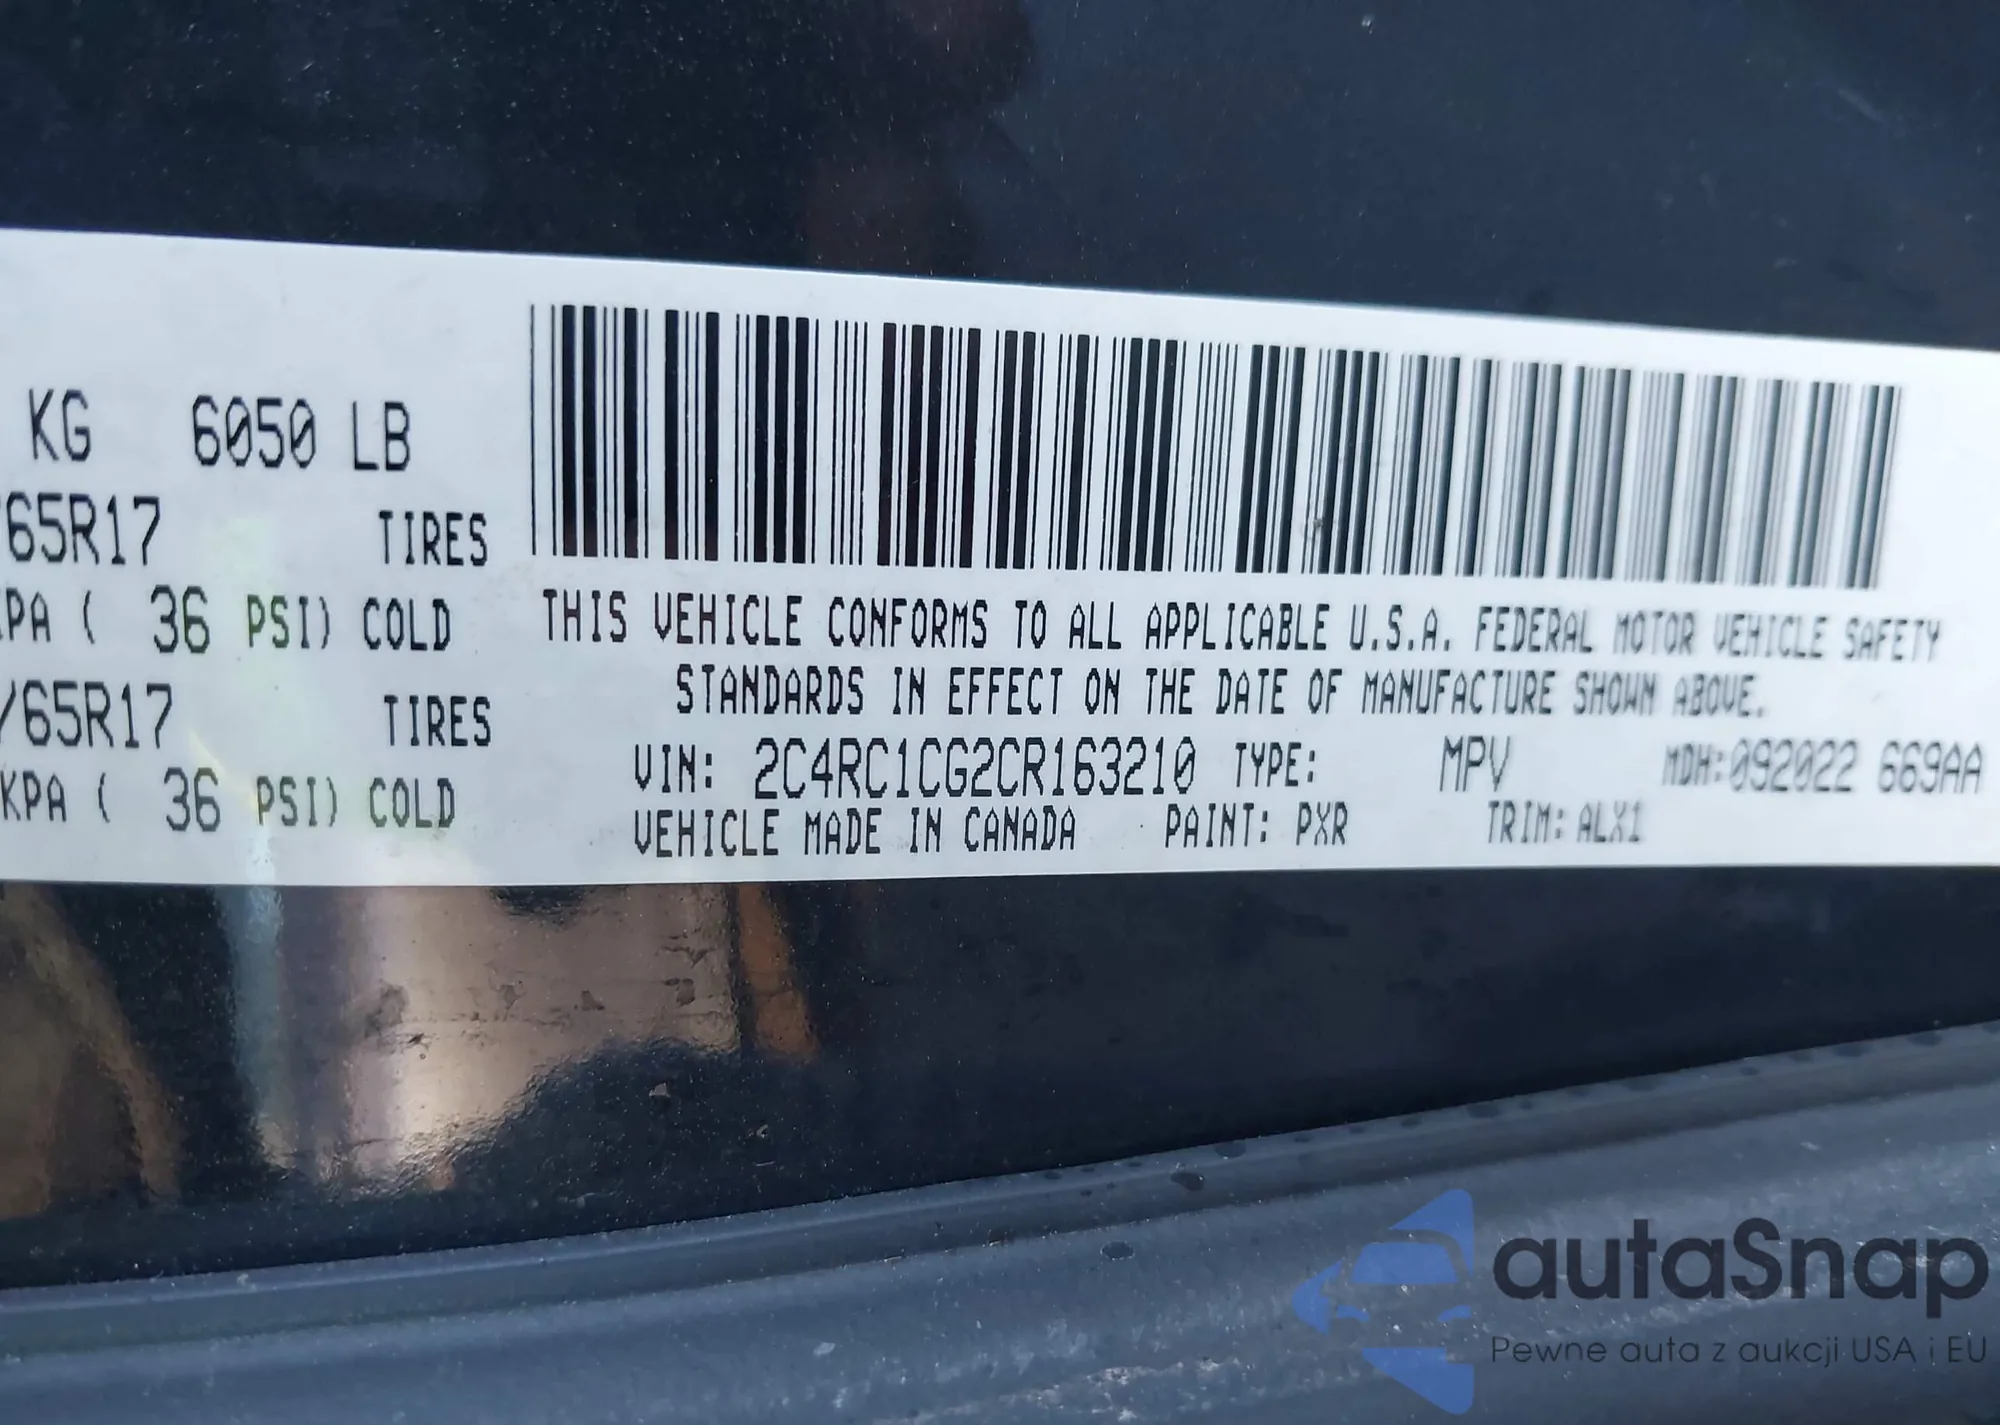 KG 6050 LB
65R17 TIRES
KPA ( 36 PSI) COLD
/65R17 TIRES
KPA ( 36 PSI) COLD
THIS VEHICLE CONFORMS TO ALL APPLICABLE U.S.A. FEDERAL MOTOR VEHICLE SAFETY
STANDARDS IN EFFECT ON THE DATE OF MANUFACTURE SHOWN ABOVE.
VIN: 2C4RC1CG2CR163210 TYPE: MPV MDH:092022 669AA
VEHICLE MADE IN CANADA PAINT: PXR TRIM: ALX1
autaSnap
Pewne auta z aukcji USA i EU